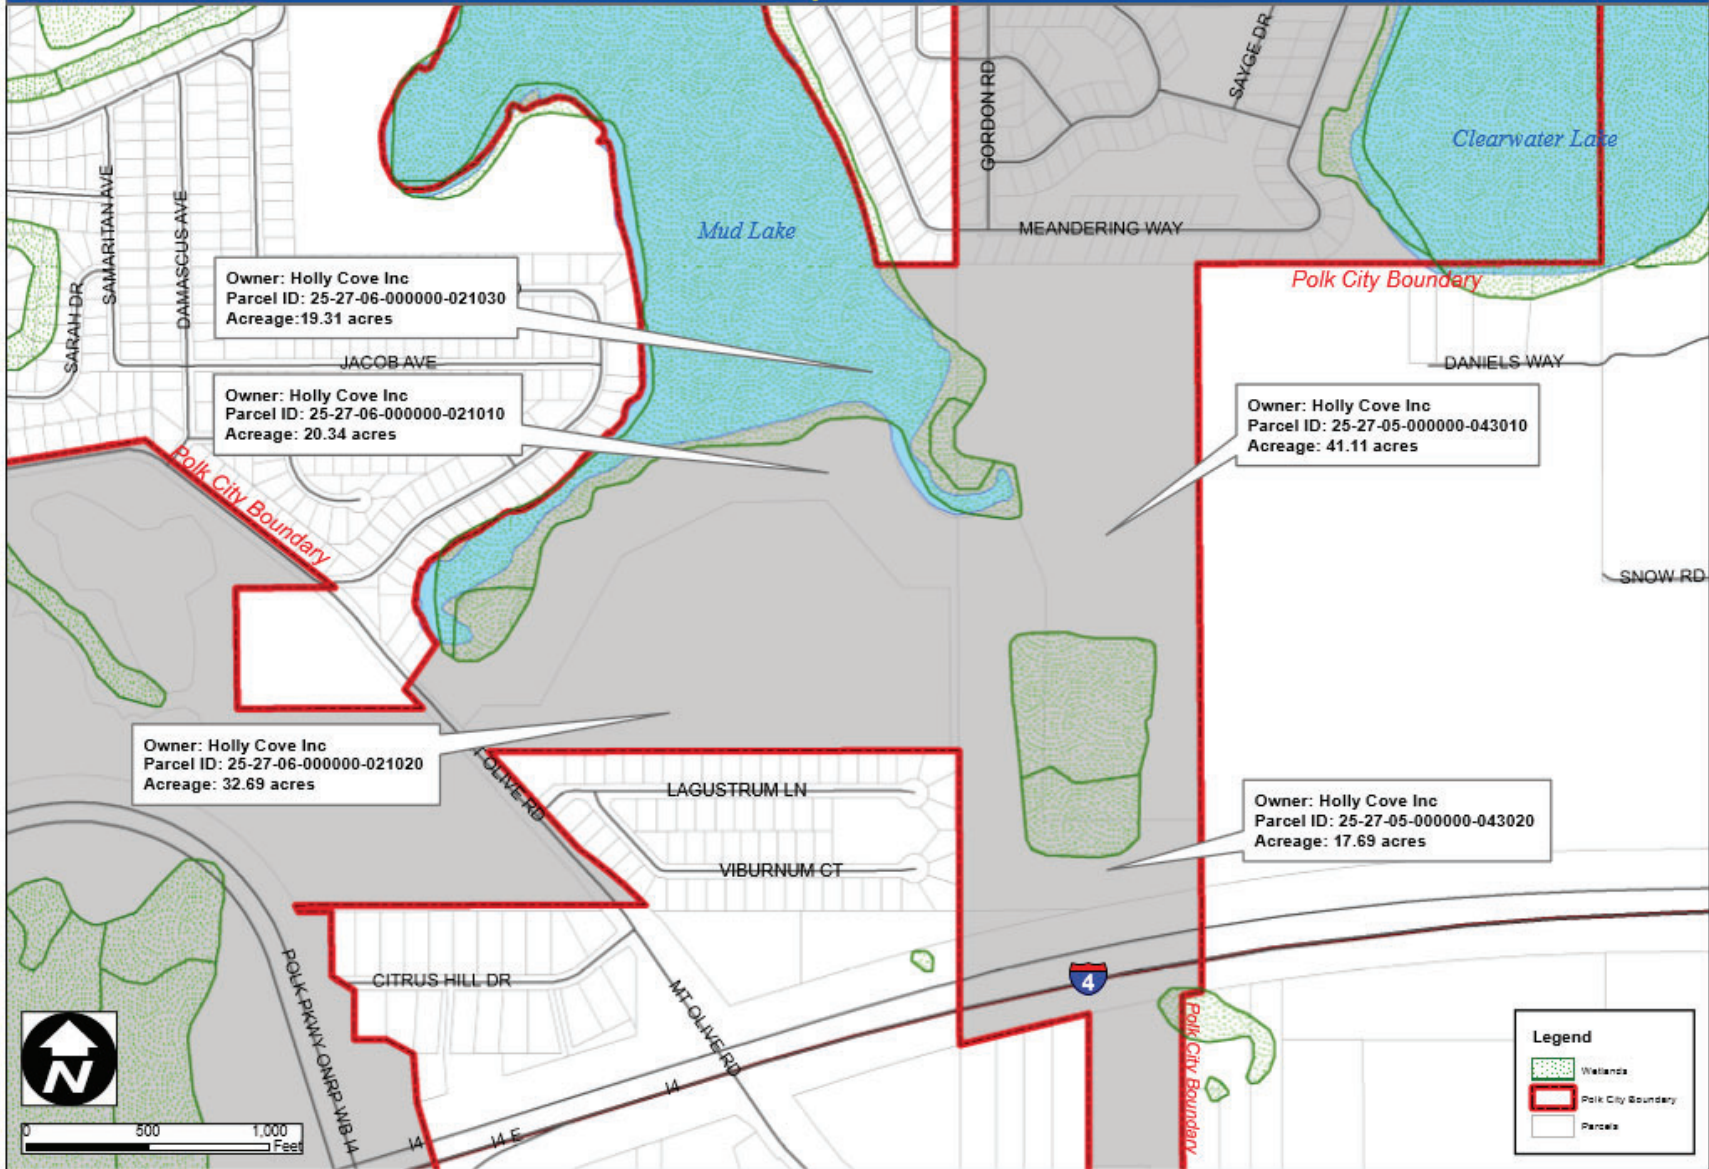 SAYGE DR
GORDON RD
Clearwater Lake
SAMARITAN AVE
DAMASCUS AVE
Mud Lake
MEANDERING WAY
Owner: Holly Cove Inc
Parcel ID: 25-27-06-000000-021030
Acreage:19.31 acres
Polk City Boundary
SARAH DR
JACOB AVE
DANIELS WAY
Owner: Holly Cove Inc
Parcel ID: 25-27-06-000000-021010
Acreage: 20.34 acres
Owner: Holly Cove Inc
Parcel ID: 25-27-05-000000-043010
Acreage: 41.11 acres
Polk City Boundary
SNOW RD
Owner: Holly Cove Inc
Parcel ID: 25-27-06-000000-021020
Acreage: 32.69 acres
OLIVE RD
LAGUSTRUM LN
Owner: Holly Cove Inc
Parcel ID: 25-27-05-000000-043020
Acreage: 17.69 acres
VIBURNUM CT
POLK PKWY ONRP WB I4
CITRUS HILL DR
MT OLIVE RD
4
Polk City Boundary
N
I4
I4
I4 E
0 500 1,000
Feet
Legend
Wetlands
Polk City Boundary
Parcels